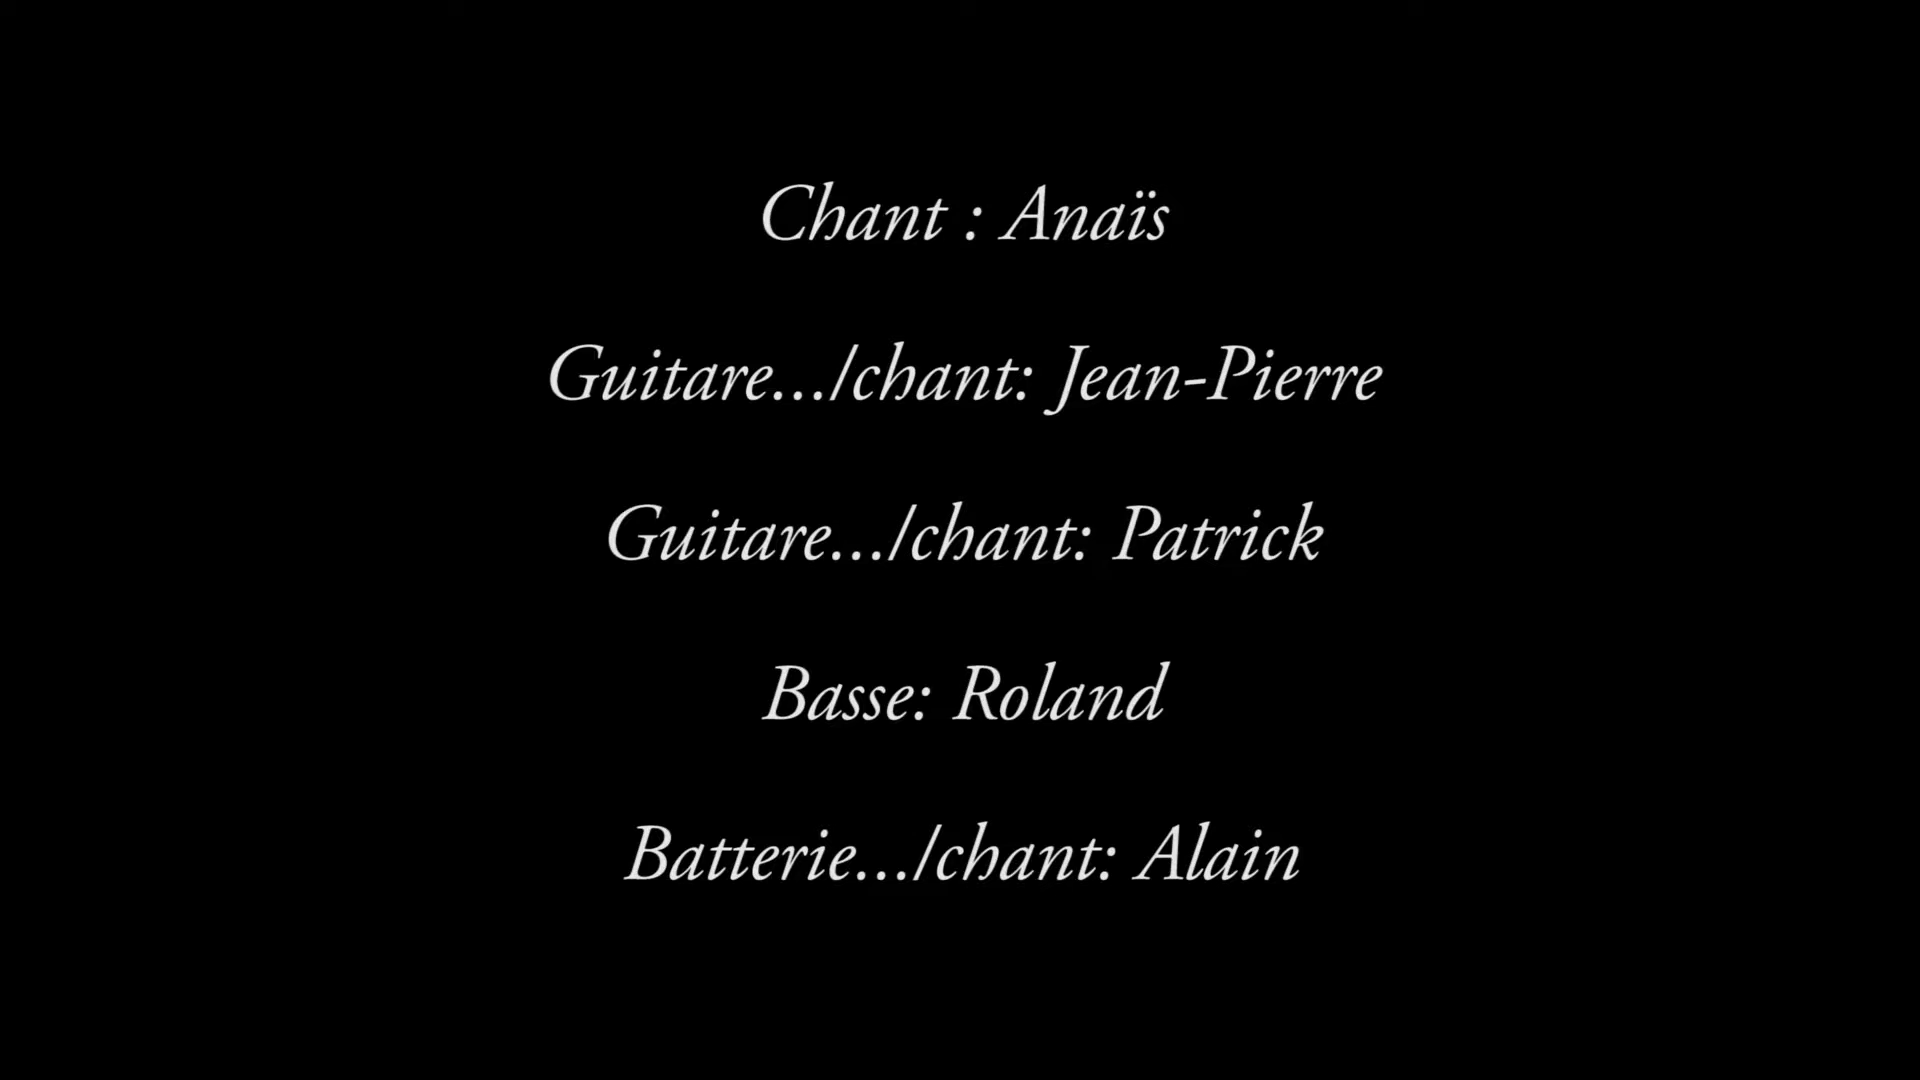 Chant : Anaïs
Guitare.../chant: Jean-Pierre
Guitare.../chant: Patrick
Basse: Roland
Batterie.../chant: Alain